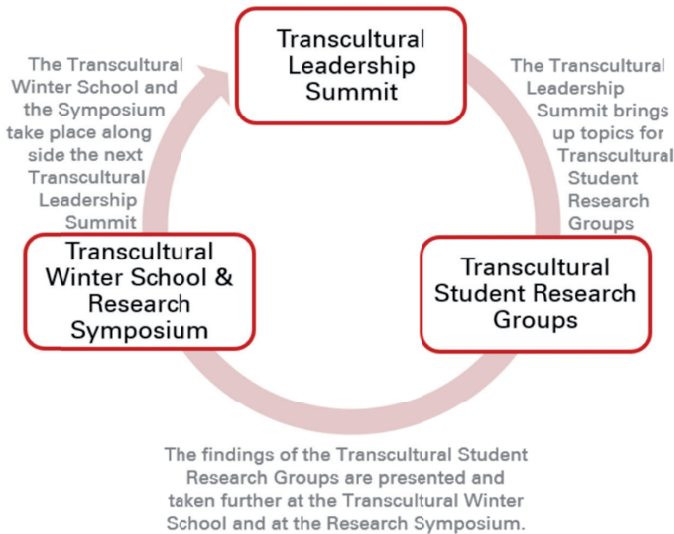 Transcultural
Leadership
Summit
The Transcultural
Leadership
Summit brings
up topics for
Transcultural
Student
Research
Groups
Transcultural
Student Research
Groups
The findings of the Transcultural Student
Research Groups are presented and
taken further at the Transcultural Winter
School and at the Research Symposium.
Transcultural
Winter School &
Research
Symposium
The Transcultural
Winter School and
the Symposium
take place along
side the next
Transcultural
Leadership
Summit